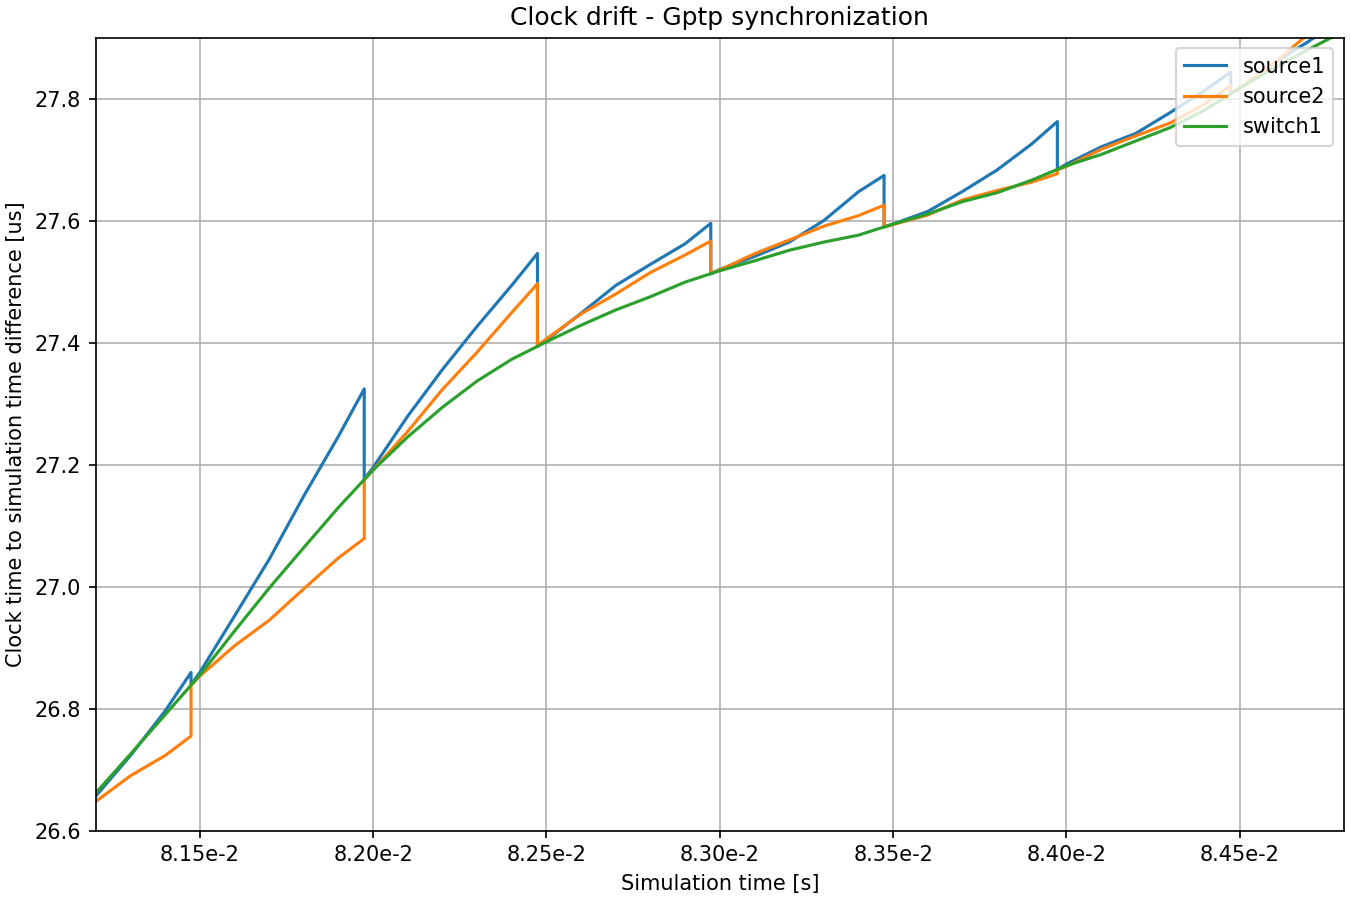 Clock drift - Gptp synchronization
source1
source2
switch1
Clock time to simulation time difference [us]
27.8
27.6
27.4
27.2
27.0
26.8
26.6
8.15e-2 8.20e-2 8.25e-2 8.30e-2 8.35e-2 8.40e-2 8.45e-2
Simulation time [s]